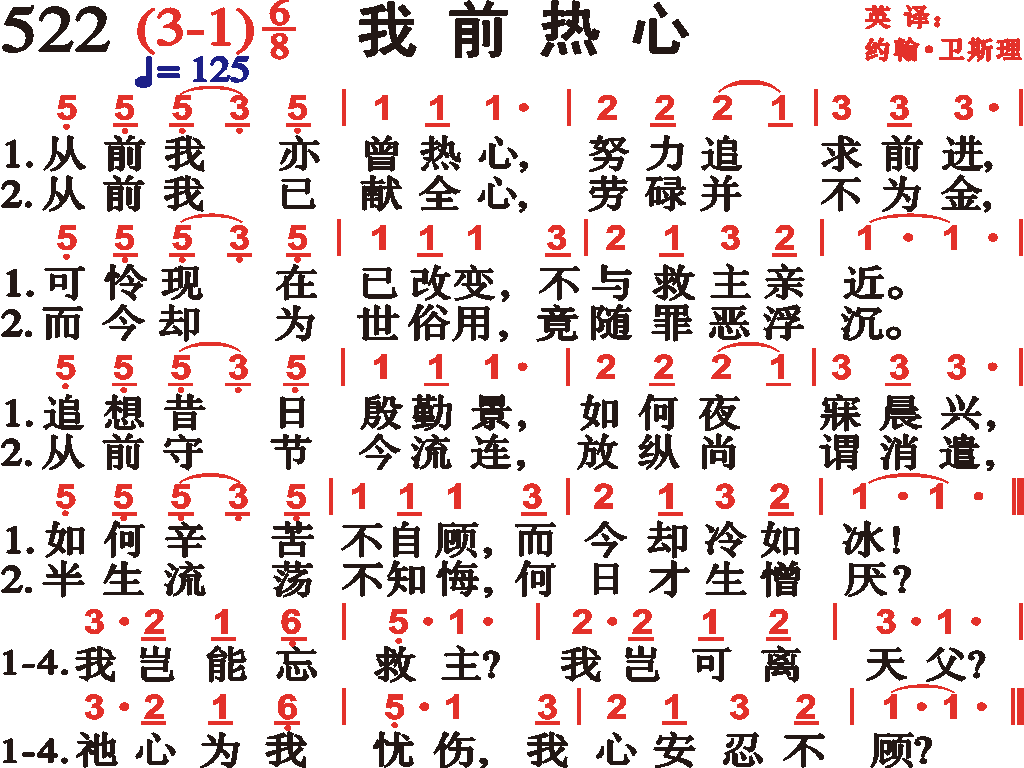 522 (3-1) 6/8 我前热心 英译:
♩= 125 约翰·卫斯理
5 5 5 3 5 | 1 1 1· | 2 2 2 1 | 3 3 3· |
1.从前我 亦 曾热心, 努力追 求前进,
2.从前我 已 献全心, 劳碌并 不为金,
5 5 5 3 5 | 1 1 1 3 | 2 1 3 2 | 1 · 1 · |
1.可怜现 在 已改变, 不与救主亲 近。
2.而今却 为 世俗用, 竟随罪恶浮 沉。
5 5 5 3 5 | 1 1 1· | 2 2 2 1 | 3 3 3· |
1.追想昔 日 殷勤景, 如何夜 寐晨兴,
2.从前守 节 今流连, 放纵尚 谓消遣,
5 5 5 3 5 | 1 1 1 3 | 2 1 3 2 | 1 · 1 · ‖
1.如何辛 苦 不自顾, 而今却冷如 冰!
2.半生流 荡 不知悔, 何日才生憎 厌?
3· 2 1 6 | 5· 1· | 2· 2 1 2 | 3· 1· |
1-4.我岂能忘 救主? 我岂可离 天父?
3· 2 1 6 | 5· 1 3 | 2 1 3 2 | 1· 1· ‖
1-4.祂心为我 忧伤, 我心安忍不 顾?